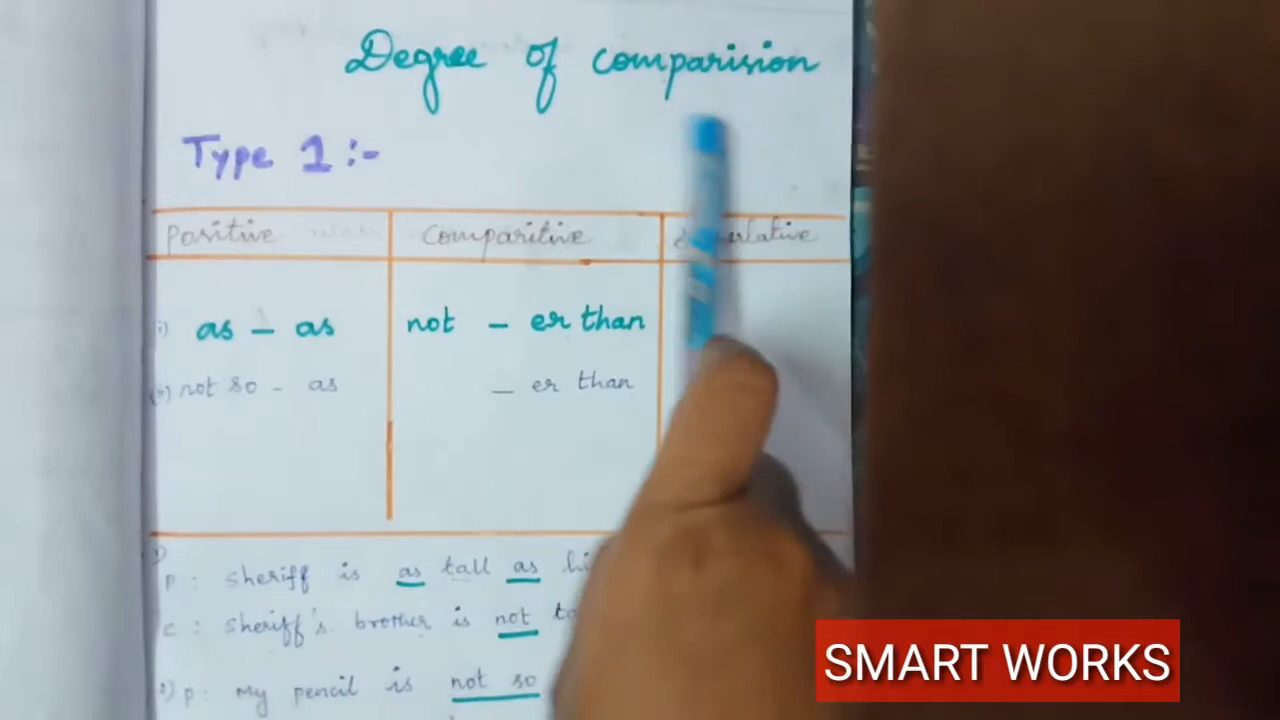 Degree of comparision
Type 1:-
Positive Comparitive
i) as – as not – er than
not so – as – er than
P: sheriff is as tall as
c: sheriff's brother is not
2) p: My pencil is not so
SMART WORKS